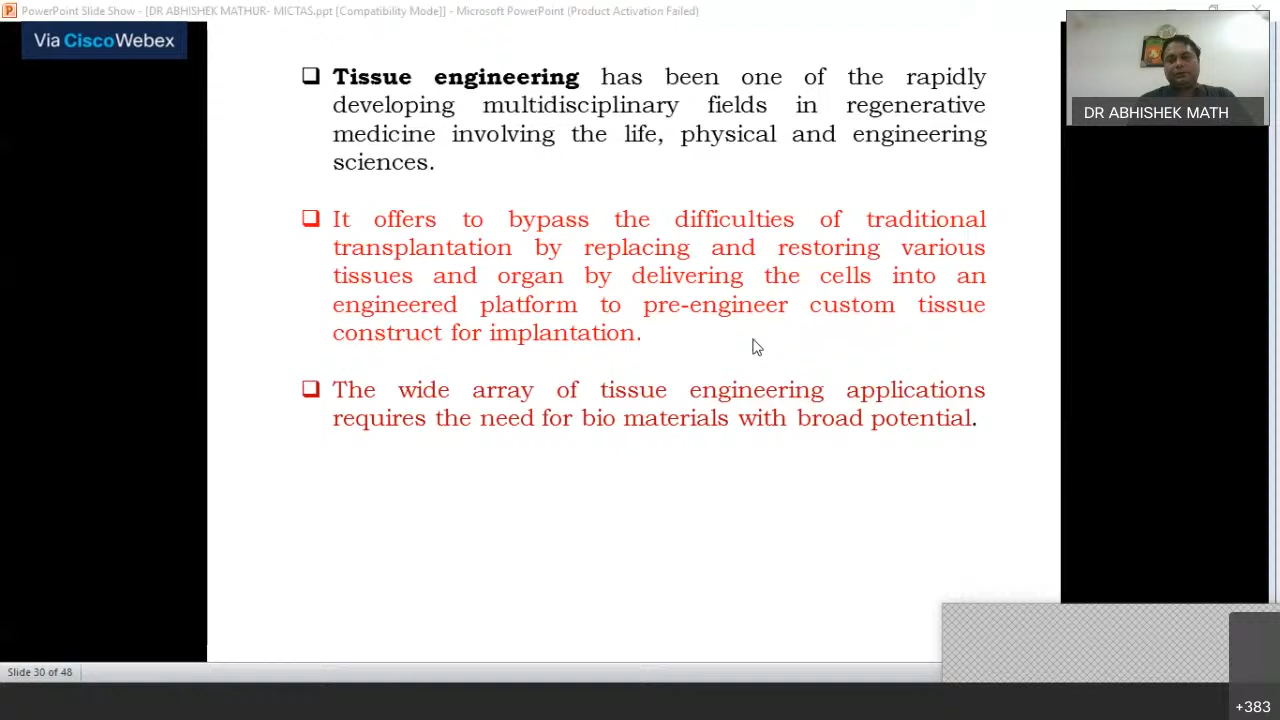 PowerPoint Slide Show - [DR ABHISHEK MATHUR- MICTAS.ppt [Compatibility Mode]] - Microsoft PowerPoint (Product Activation Failed)
Via CiscoWebex
DR ABHISHEK MATH
Tissue engineering has been one of the rapidly
developing multidisciplinary fields in regenerative
medicine involving the life, physical and engineering
sciences.
It offers to bypass the difficulties of traditional
transplantation by replacing and restoring various
tissues and organ by delivering the cells into an
engineered platform to pre-engineer custom tissue
construct for implantation.
The wide array of tissue engineering applications
requires the need for bio materials with broad potential.
Slide 30 of 48
+383